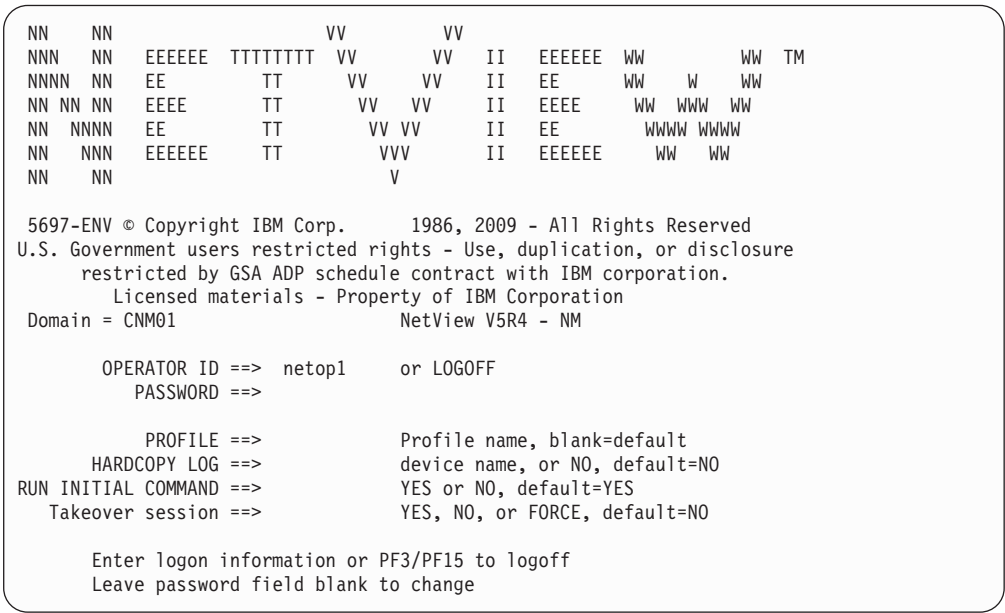 NN    NN                    VV         VV
NNN   NN   EEEEEE  TTTTTTTT  VV       VV   II   EEEEEE  WW         WW  TM
NNNN  NN   EE         TT      VV     VV    II   EE      WW    W    WW
NN NN NN   EEEE       TT       VV   VV     II   EEEE     WW  WWW  WW
NN  NNNN   EE         TT        VV VV      II   EE        WWWW WWWW
NN   NNN   EEEEEE     TT         VVV       II   EEEEEE     WW   WW
NN    NN                          V
5697-ENV © Copyright IBM Corp.      1986, 2009 - All Rights Reserved
U.S. Government users restricted rights - Use, duplication, or disclosure
restricted by GSA ADP schedule contract with IBM corporation.
Licensed materials - Property of IBM Corporation
Domain = CNM01                     NetView V5R4 - NM
OPERATOR ID ==>  netop1     or LOGOFF
PASSWORD ==>
PROFILE ==>             Profile name, blank=default
HARDCOPY LOG ==>             device name, or NO, default=NO
RUN INITIAL COMMAND ==>             YES or NO, default=YES
Takeover session ==>             YES, NO, or FORCE, default=NO
Enter logon information or PF3/PF15 to logoff
Leave password field blank to change